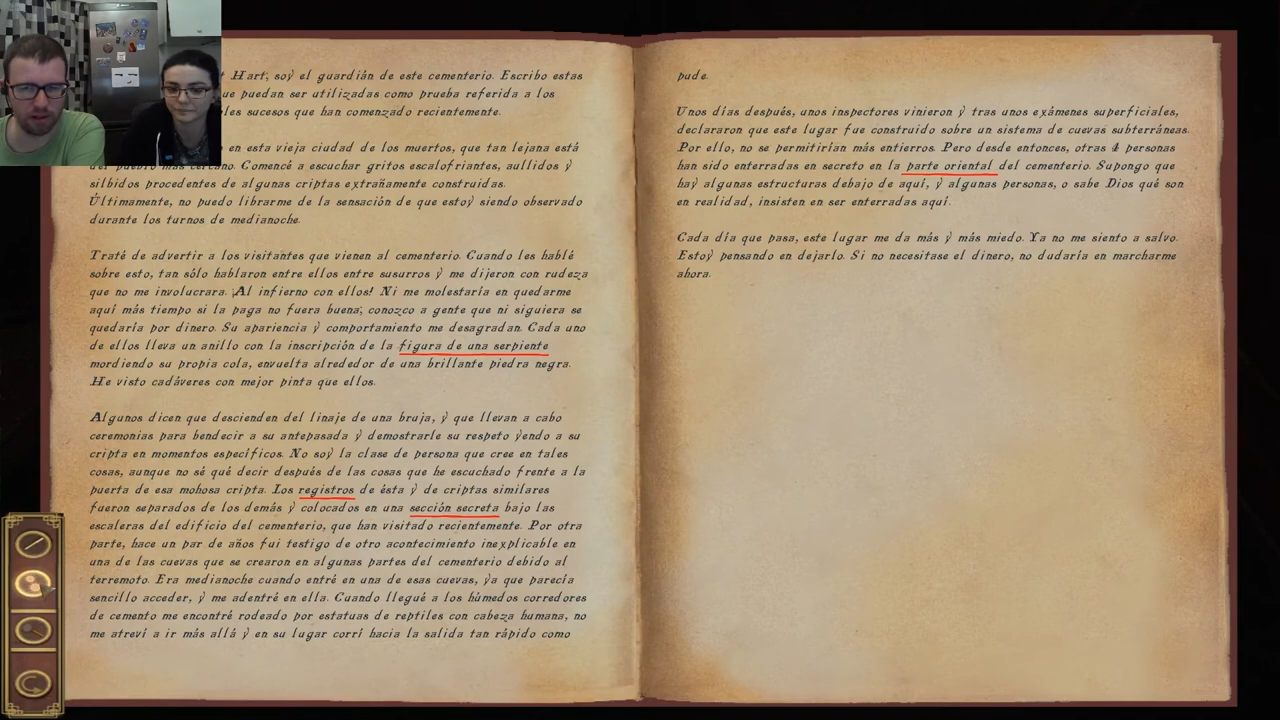 Hart, soy el guardián de este cementerio. Escribo estas
que puedan ser utilizadas como prueba referida a los
sucesos que han comenzado recientemente.
en esta vieja ciudad de los muertos, que tan lejana está
del pueblo más cercano. Comencé a escuchar gritos escalofriantes, aullidos y
silbidos procedentes de algunas criptas extrañamente construidas.
Últimamente, no puedo librarme de la sensación de que estoy siendo observado
durante los turnos de medianoche.
Traté de advertir a los visitantes que vienen al cementerio. Cuando les hablé
sobre esto, tan sólo hablaron entre ellos entre susurros y me dijeron con rudeza
que no me involucrara. ¡Al infierno con ellos! Ni me molestaría en quedarme
aquí más tiempo si la paga no fuera buena; conozco a gente que ni siquiera se
quedaría por dinero. Su apariencia y comportamiento me desagradan. Cada uno
de ellos lleva un anillo con la inscripción de la figura de una serpiente
mordiendo su propia cola, envuelta alrededor de una brillante piedra negra.
He visto cadáveres con mejor pinta que ellos.
Algunos dicen que descienden del linaje de una bruja, y que llevan a cabo
ceremonias para bendecir a su antepasada y demostrarle su respeto yendo a su
cripta en momentos específicos. No soy la clase de persona que cree en tales
cosas, aunque no sé qué decir después de las cosas que he escuchado frente a la
puerta de esa mohosa cripta. Los registros de ésta y de criptas similares
fueron separados de los demás y colocados en una sección secreta bajo las
escaleras del edificio del cementerio, que han visitado recientemente. Por otra
parte, hace un par de años fui testigo de otro acontecimiento inexplicable en
una de las cuevas que se crearon en algunas partes del cementerio debido al
terremoto. Era medianoche cuando entré en una de esas cuevas, ya que parecía
sencillo acceder, y me adentré en ella. Cuando llegué a los húmedos corredores
de cemento me encontré rodeado por estatuas de reptiles con cabeza humana, no
me atreví a ir más allá y en su lugar corrí hacia la salida tan rápido como
pude.
Unos días después, unos inspectores vinieron y tras unos exámenes superficiales,
declararon que este lugar fue construido sobre un sistema de cuevas subterráneas.
Por ello, no se permitirían más entierros. Pero desde entonces, otras 4 personas
han sido enterradas en secreto en la parte oriental del cementerio. Supongo que
hay algunas estructuras debajo de aquí, y algunas personas, o sabe Dios qué son
en realidad, insisten en ser enterradas aquí.
Cada día que pasa, este lugar me da más y más miedo. Ya no me siento a salvo.
Estoy pensando en dejarlo. Si no necesitase el dinero, no dudaría en marcharme
ahora.